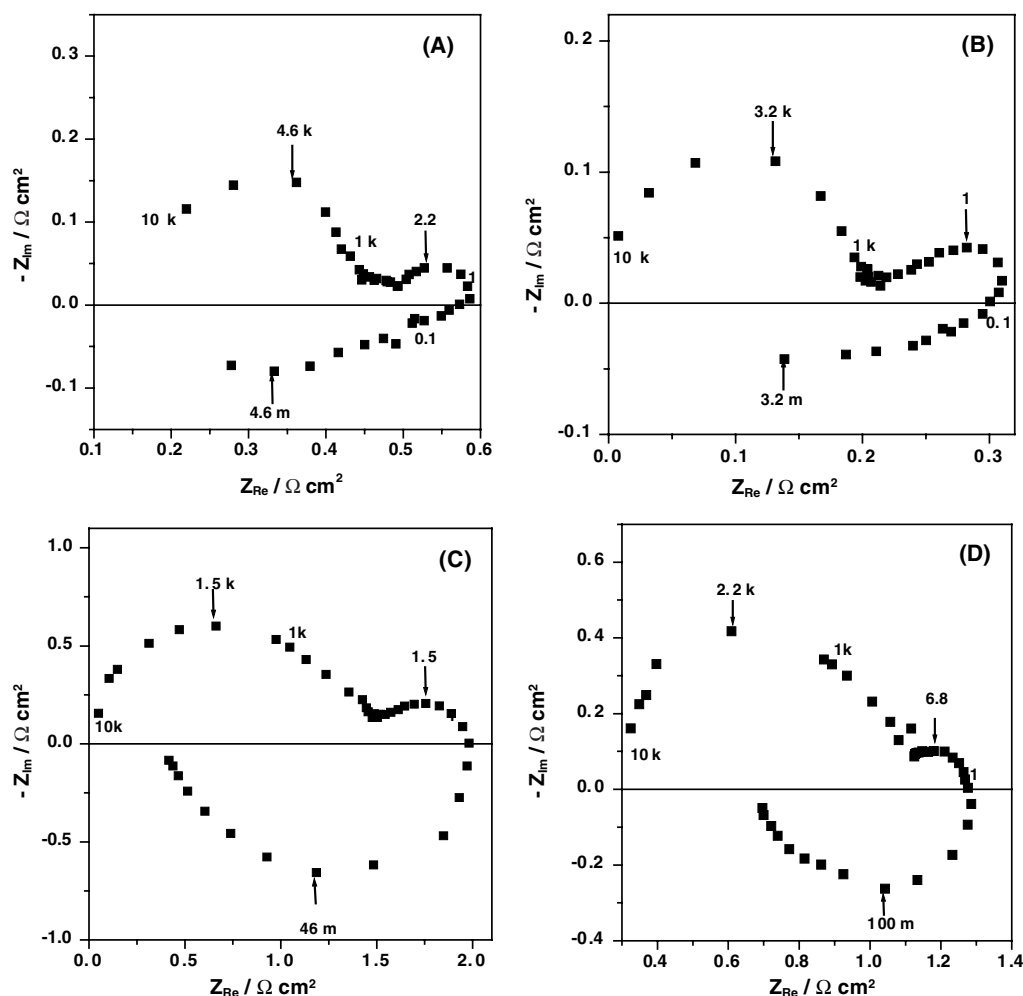 (A)
0.3
0.2
0.1
0.0
-0.1
- Z_Im / Ω cm²
4.6 k
10 k
1 k
2.2
1
0.1
4.6 m
0.1 0.2 0.3 0.4 0.5 0.6
Z_Re / Ω cm²
(B)
0.2
0.1
0.0
-0.1
- Z_Im / Ω cm²
3.2 k
10 k
1 k
1
0.1
3.2 m
0.0 0.1 0.2 0.3
Z_Re / Ω cm²
(C)
1.0
0.5
0.0
-0.5
-1.0
- Z_Im / Ω cm²
1.5 k
1k
10k
1.5
46 m
0.0 0.5 1.0 1.5 2.0
Z_Re / Ω cm²
(D)
0.6
0.4
0.2
0.0
-0.2
-0.4
- Z_Im / Ω cm²
2.2 k
1k
10k
6.8
1
100 m
0.4 0.6 0.8 1.0 1.2 1.4
Z_Re / Ω cm²